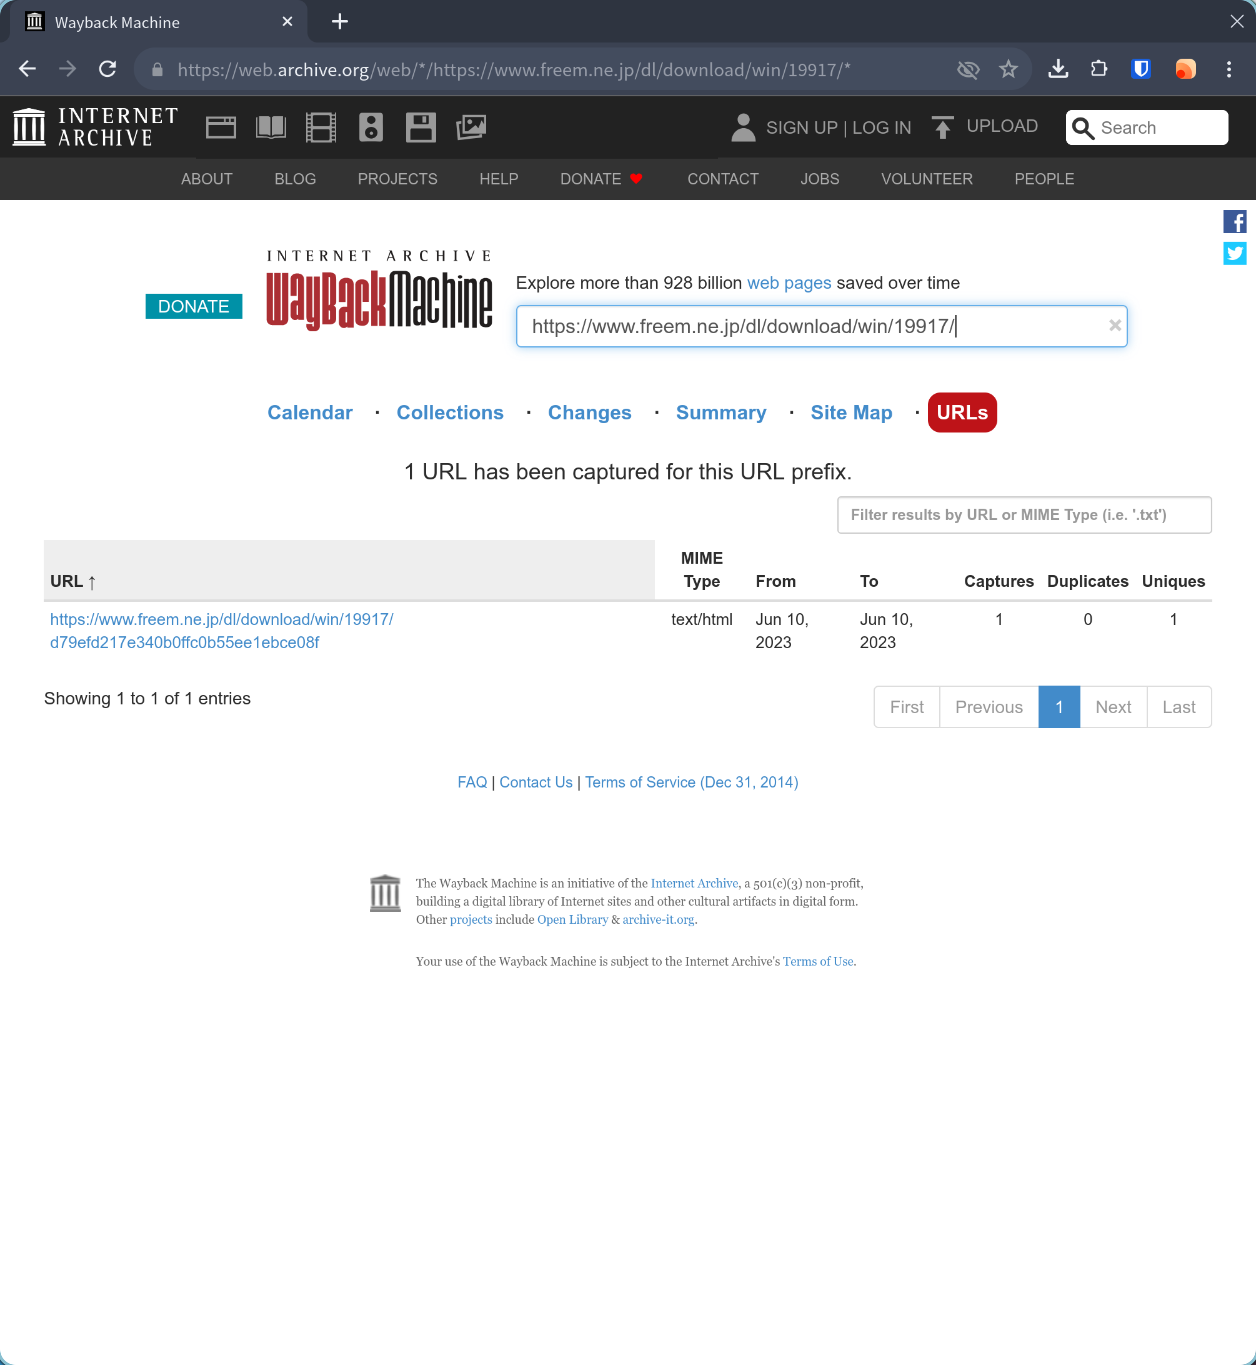 Wayback Machine
https://web.archive.org/web/*/https://www.freem.ne.jp/dl/download/win/19917/*
INTERNET ARCHIVE
SIGN UP | LOG IN
UPLOAD
Search
ABOUT BLOG PROJECTS HELP DONATE CONTACT JOBS VOLUNTEER PEOPLE
DONATE
INTERNET ARCHIVE
WayBackMachine
Explore more than 928 billion web pages saved over time
https://www.freem.ne.jp/dl/download/win/19917/
Calendar · Collections · Changes · Summary · Site Map · URLs
1 URL has been captured for this URL prefix.
Filter results by URL or MIME Type (i.e. '.txt')
URL ↑ MIME Type From To Captures Duplicates Uniques
https://www.freem.ne.jp/dl/download/win/19917/ text/html Jun 10, Jun 10, 1 0 1
d79efd217e340b0ffc0b55ee1ebce08f 2023 2023
Showing 1 to 1 of 1 entries
First Previous 1 Next Last
FAQ | Contact Us | Terms of Service (Dec 31, 2014)
The Wayback Machine is an initiative of the Internet Archive, a 501(c)(3) non-profit,
building a digital library of Internet sites and other cultural artifacts in digital form.
Other projects include Open Library & archive-it.org.
Your use of the Wayback Machine is subject to the Internet Archive's Terms of Use.